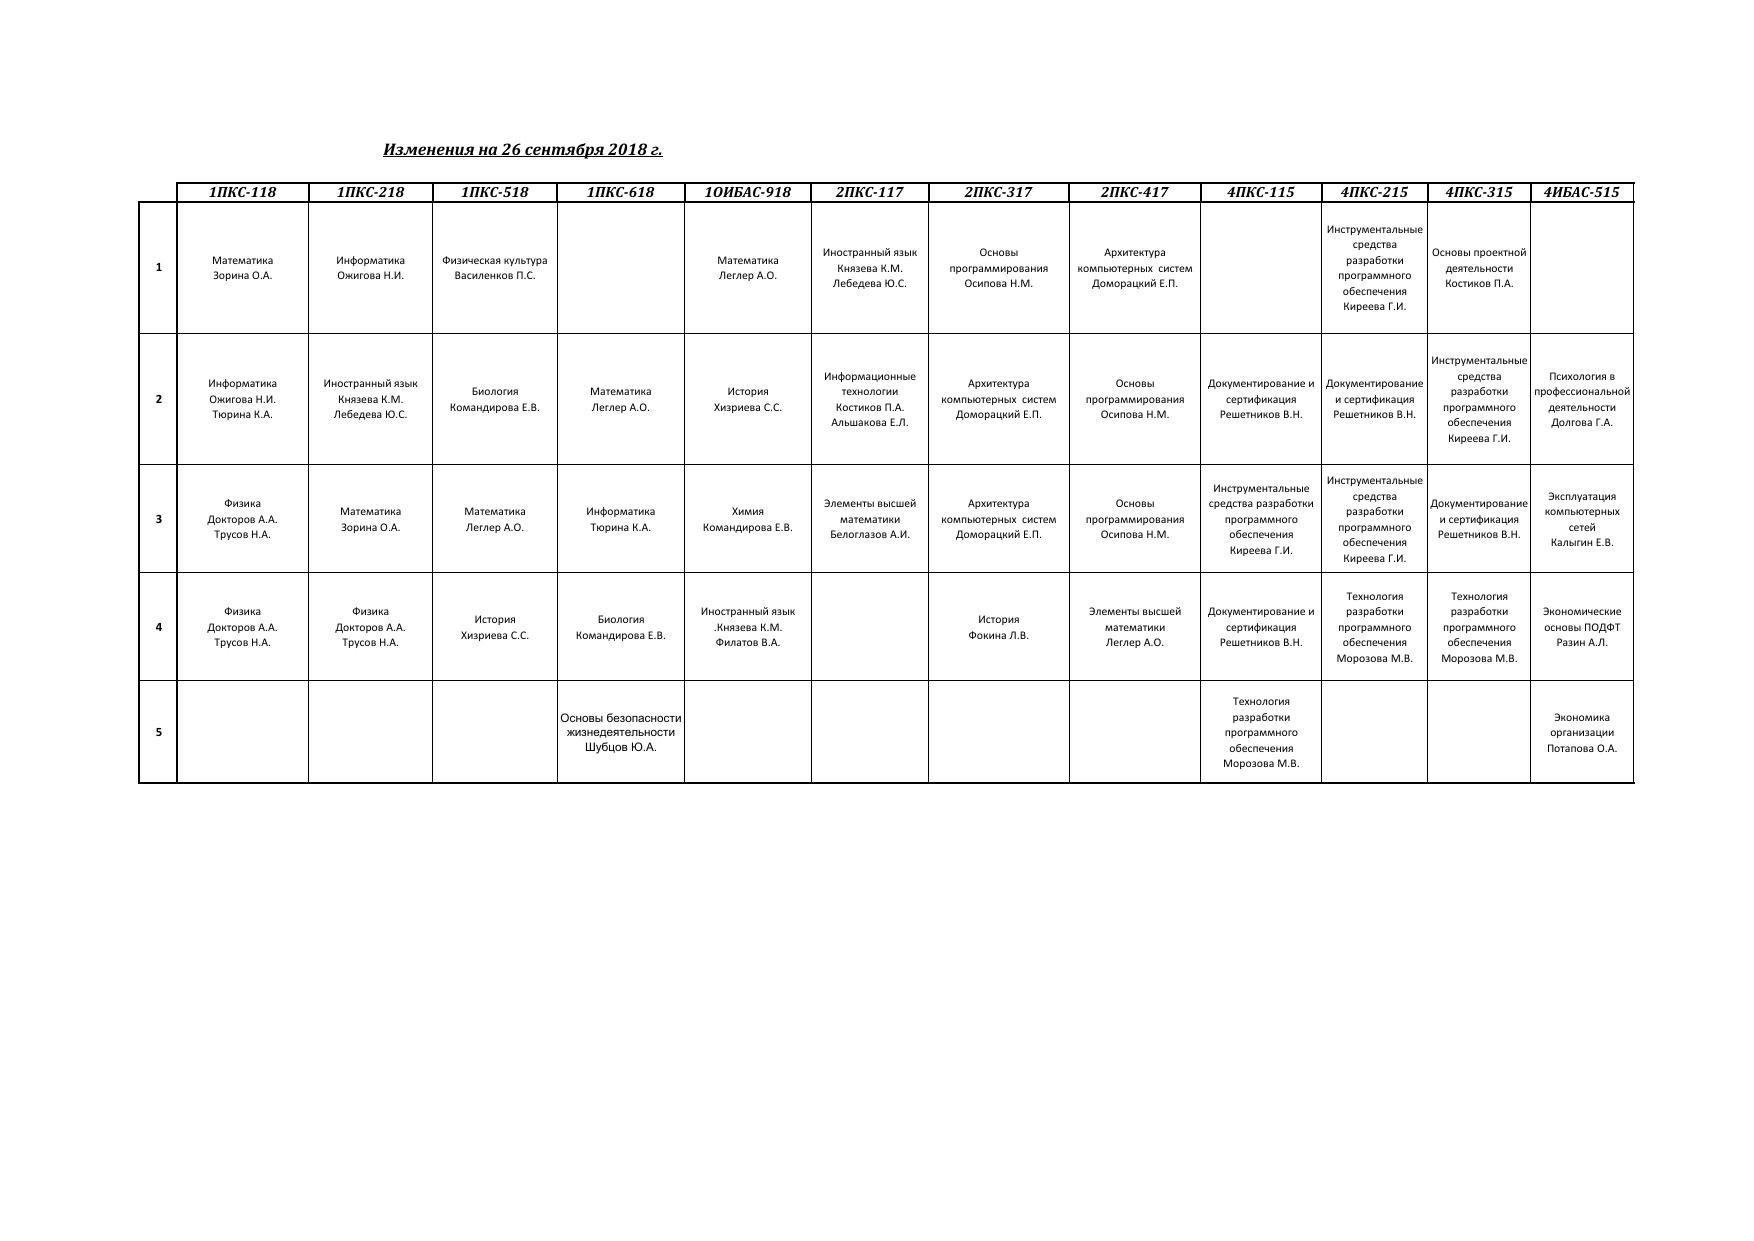 Изменения на 26 сентября 2018 г.
1ПКС-118 1ПКС-218 1ПКС-518 1ПКС-618 1ОИБАС-918 2ПКС-117 2ПКС-317 2ПКС-417 4ПКС-115 4ПКС-215 4ПКС-315 4ИБАС-515
1
Математика
Зорина О.А.
Информатика
Ожигова Н.И.
Физическая культура
Василенков П.С.
Математика
Леглер А.О.
Иностранный язык
Князева К.М.
Лебедева Ю.С.
Основы
программирования
Осипова Н.М.
Архитектура
компьютерных  систем
Доморацкий Е.П.
Инструментальные
средства
разработки
программного
обеспечения
Киреева Г.И.
Основы проектной
деятельности
Костиков П.А.
2
Информатика
Ожигова Н.И.
Тюрина К.А.
Иностранный язык
Князева К.М.
Лебедева Ю.С.
Биология
Командирова Е.В.
Математика
Леглер А.О.
История
Хизриева С.С.
Информационные
технологии
Костиков П.А.
Альшакова Е.Л.
Архитектура
компьютерных  систем
Доморацкий Е.П.
Основы
программирования
Осипова Н.М.
Документирование и
сертификация
Решетников В.Н.
Документирование
и сертификация
Решетников В.Н.
Инструментальные
средства
разработки
программного
обеспечения
Киреева Г.И.
Психология в
профессиональной
деятельности
Долгова Г.А.
3
Физика
Докторов А.А.
Трусов Н.А.
Математика
Зорина О.А.
Математика
Леглер А.О.
Информатика
Тюрина К.А.
Химия
Командирова Е.В.
Элементы высшей
математики
Белоглазов А.И.
Архитектура
компьютерных  систем
Доморацкий Е.П.
Основы
программирования
Осипова Н.М.
Инструментальные
средства разработки
программного
обеспечения
Киреева Г.И.
Инструментальные
средства
разработки
программного
обеспечения
Киреева Г.И.
Документирование
и сертификация
Решетников В.Н.
Эксплуатация
компьютерных
сетей
Калыгин Е.В.
4
Физика
Докторов А.А.
Трусов Н.А.
Физика
Докторов А.А.
Трусов Н.А.
История
Хизриева С.С.
Биология
Командирова Е.В.
Иностранный язык
.Князева К.М.
Филатов В.А.
История
Фокина Л.В.
Элементы высшей
математики
Леглер А.О.
Документирование и
сертификация
Решетников В.Н.
Технология
разработки
программного
обеспечения
Морозова М.В.
Технология
разработки
программного
обеспечения
Морозова М.В.
Экономические
основы ПОДФТ
Разин А.Л.
5
Основы безопасности
жизнедеятельности
Шубцов Ю.А.
Технология
разработки
программного
обеспечения
Морозова М.В.
Экономика
организации
Потапова О.А.